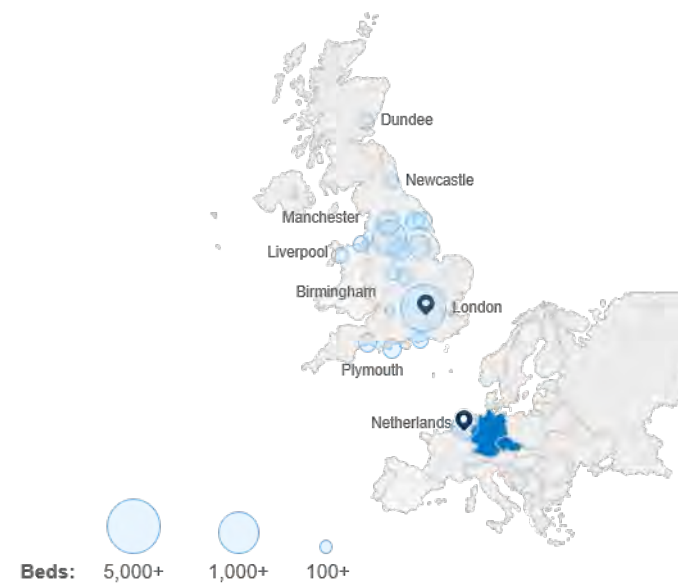 Dundee
Newcastle
Manchester
Liverpool
Birmingham
London
Plymouth
Netherlands
Beds: 5,000+ 1,000+ 100+